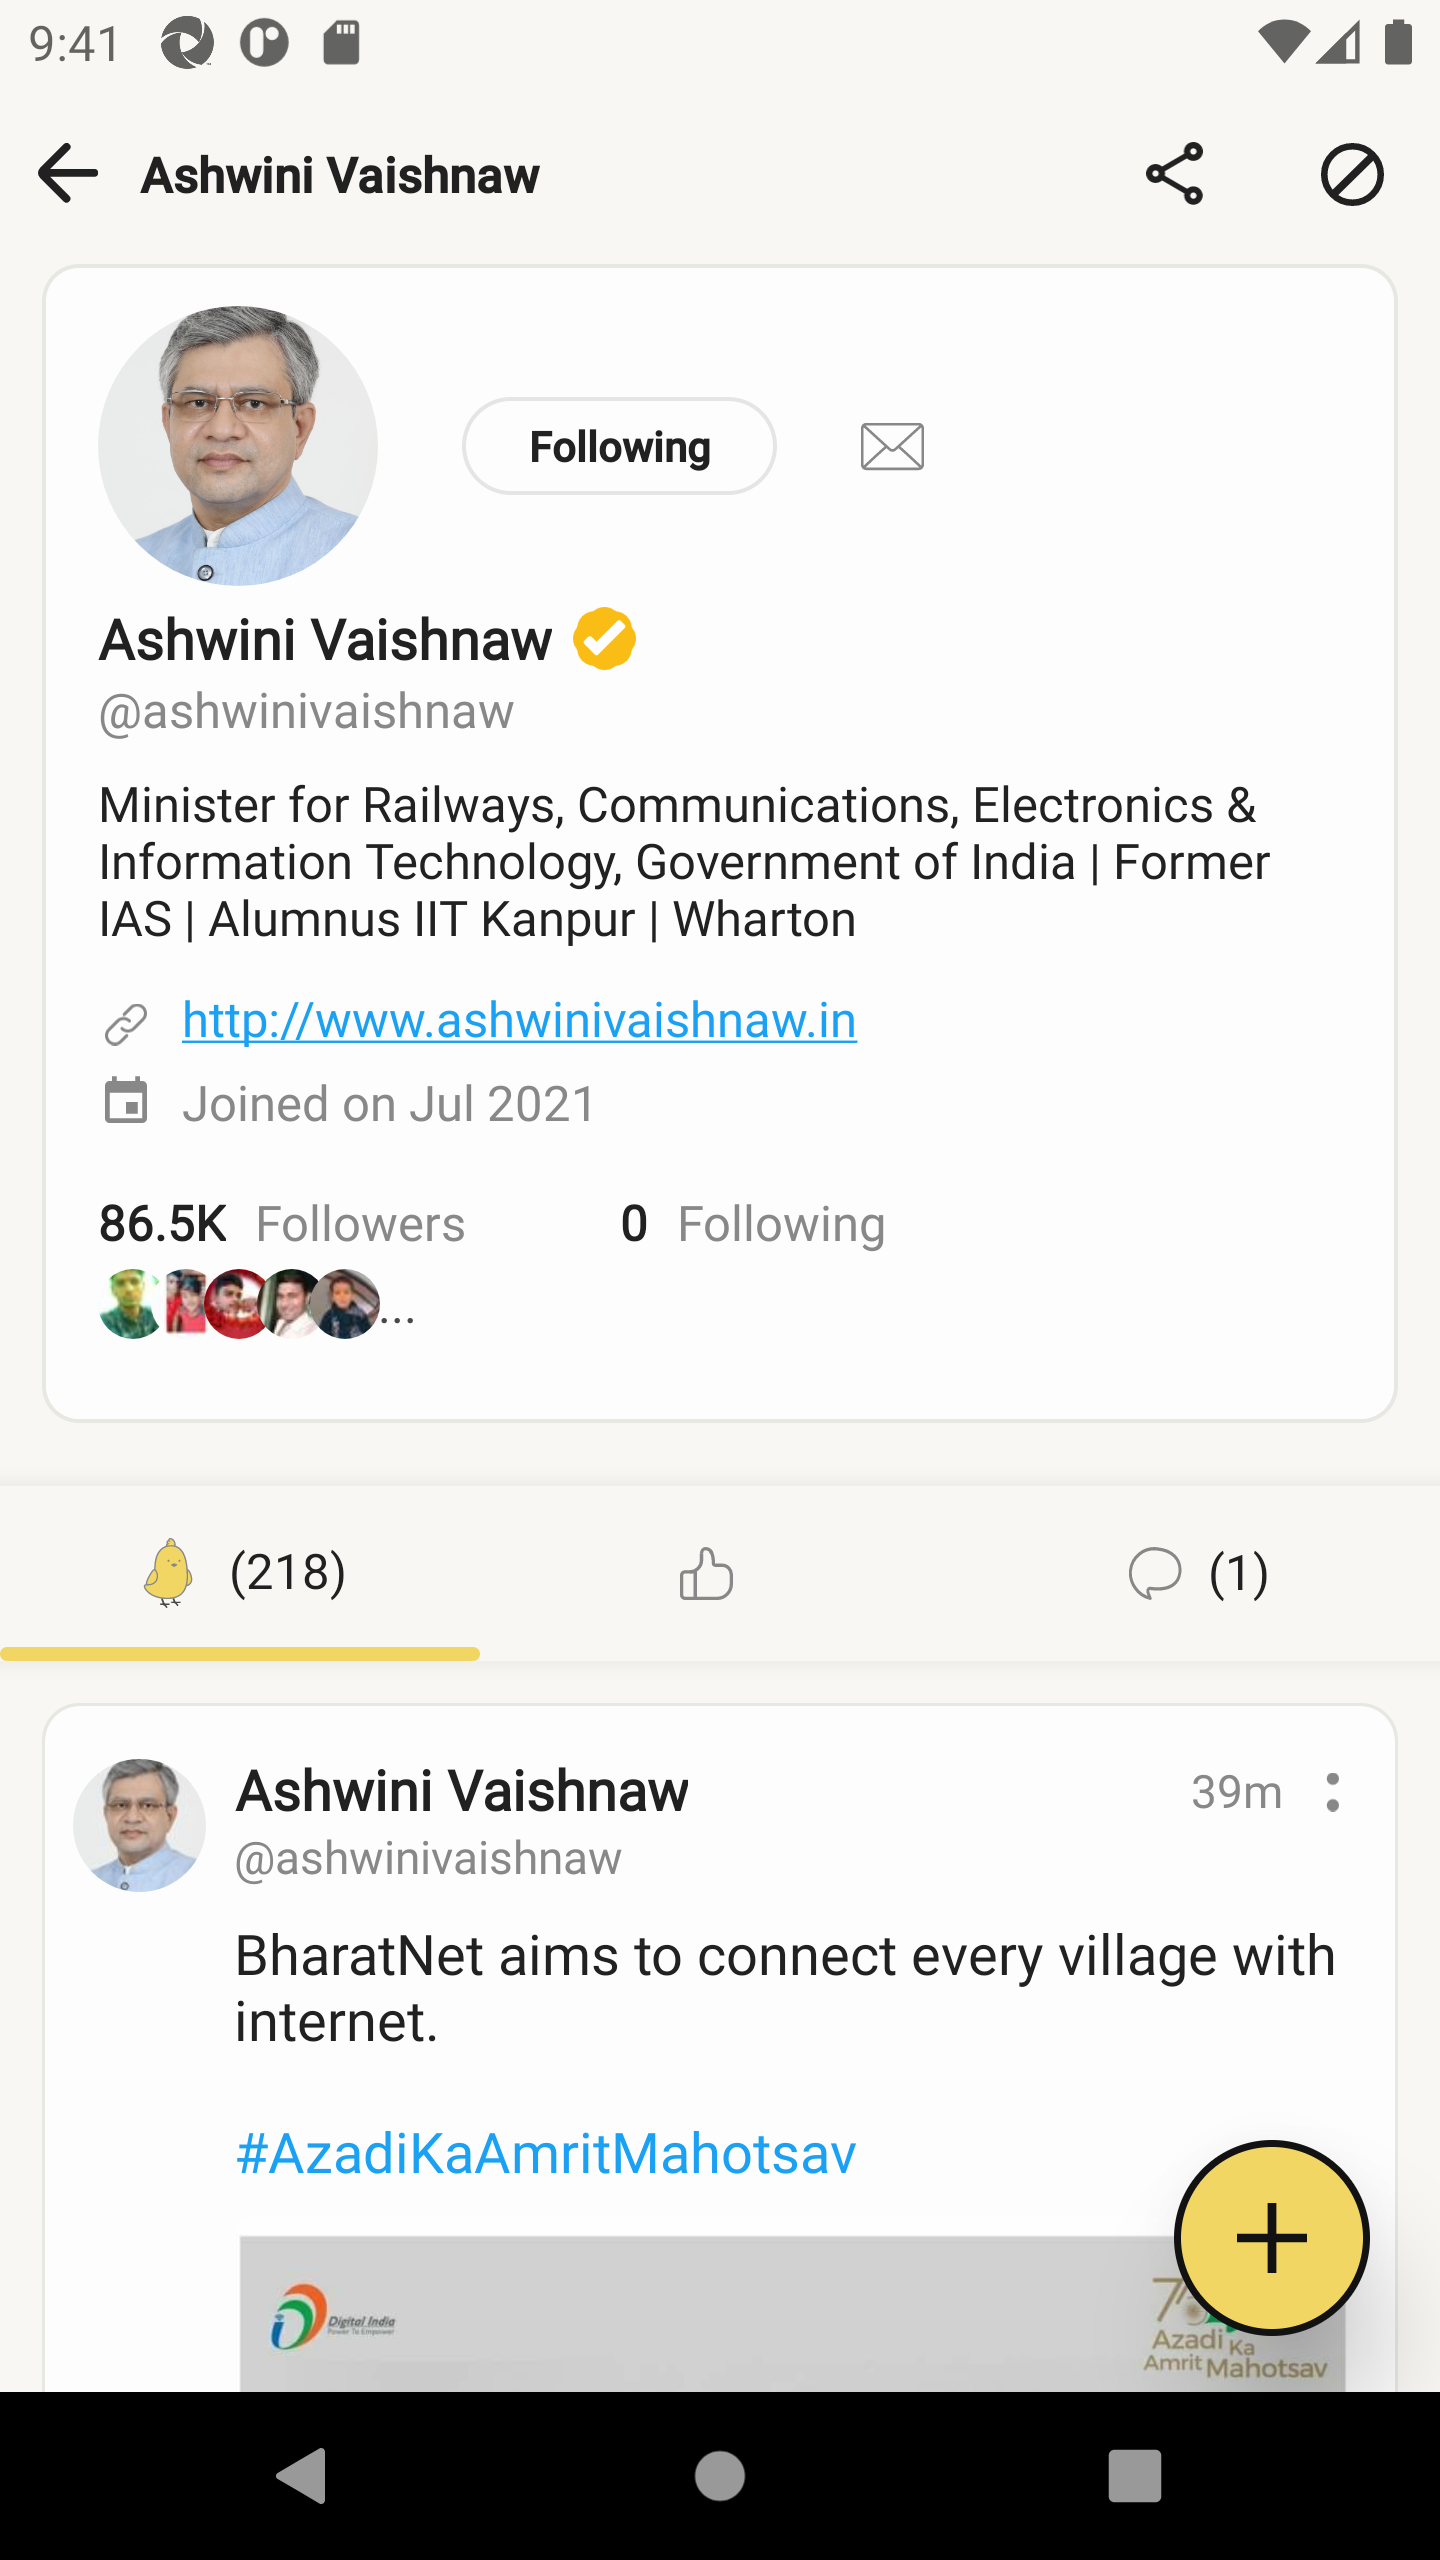 9:41
Ashwini Vaishnaw
Following
Ashwini Vaishnaw
@ashwinivaishnaw
Minister for Railways, Communications, Electronics &
Information Technology, Government of India | Former
IAS | Alumnus IIT Kanpur | Wharton
http://www.ashwinivaishnaw.in
Joined on Jul 2021
86.5K Followers 0 Following
...
(218) (1)
Ashwini Vaishnaw 39m
@ashwinivaishnaw
BharatNet aims to connect every village with
internet.
#AzadiKaAmritMahotsav
Digital India
Power To Empower
Azadi Ka
Amrit Mahotsav